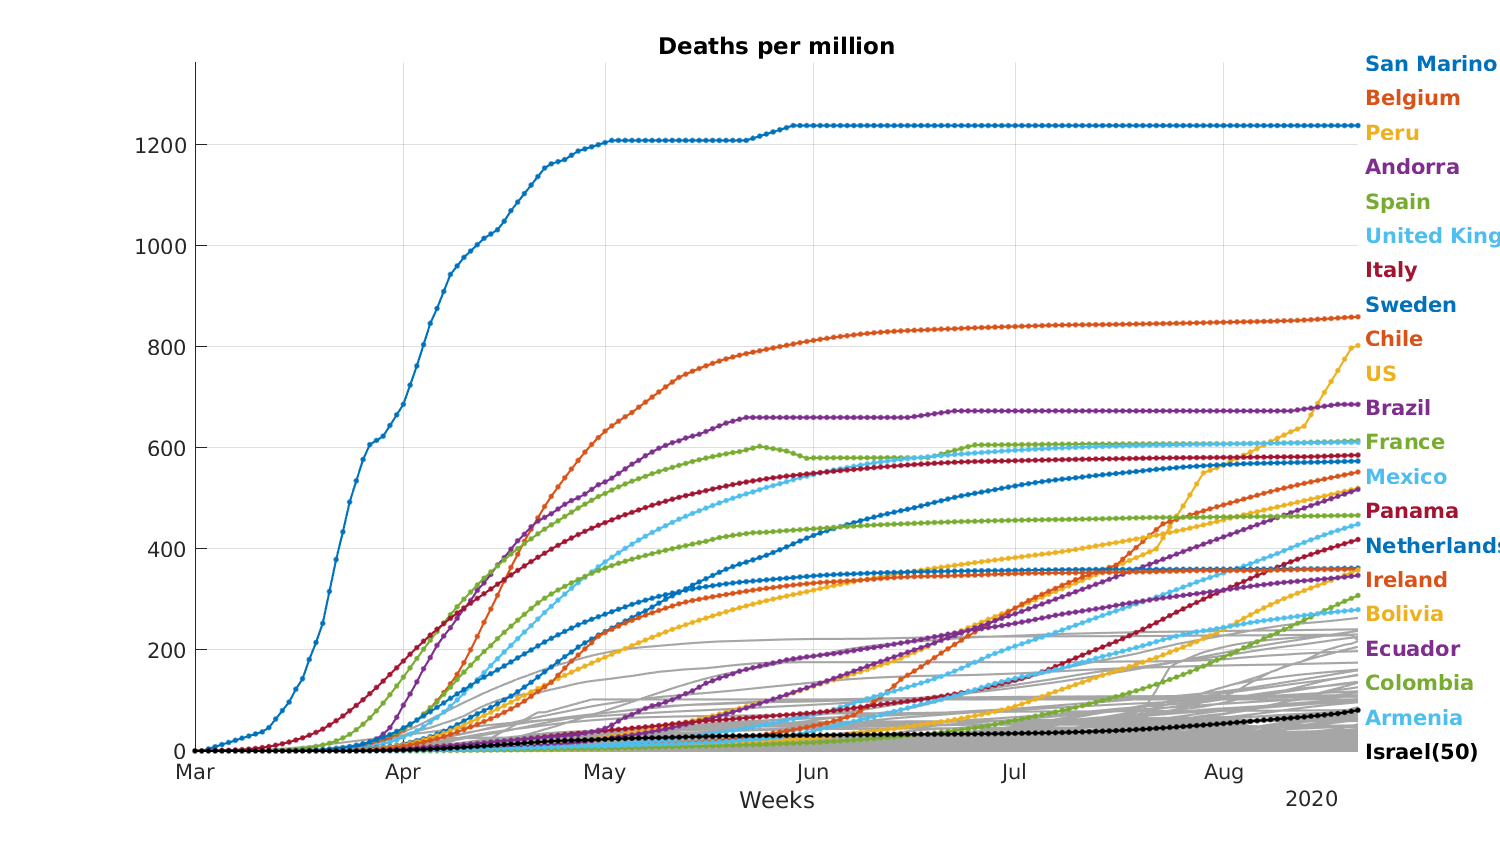 Deaths per million
1200
1000
800
600
400
200
0
Mar
Apr
May
Jun
Jul
Aug
Weeks
2020
San Marino
Belgium
Peru
Andorra
Spain
United King
Italy
Sweden
Chile
US
Brazil
France
Mexico
Panama
Netherlands
Ireland
Bolivia
Ecuador
Colombia
Armenia
Israel(50)